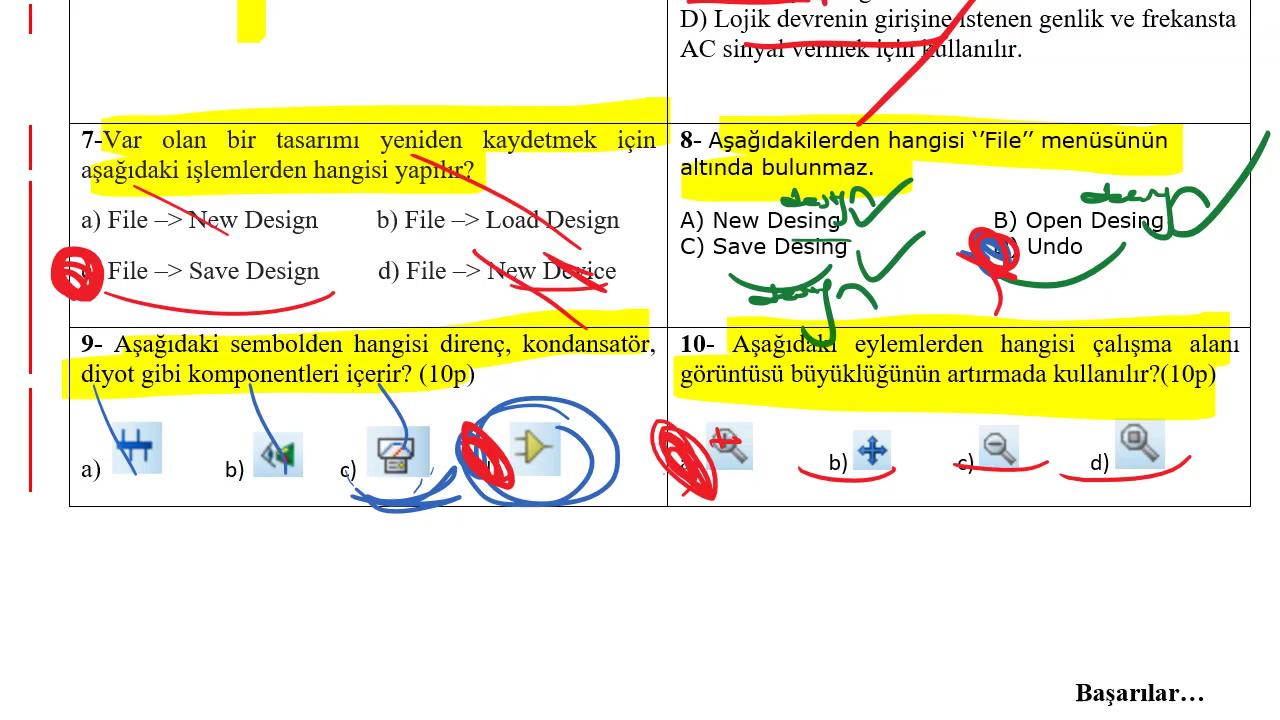 D) Lojik devrenin girişine istenen genlik ve frekansta
AC sinyal vermek için kullanılır.
7-Var olan bir tasarımı yeniden kaydetmek için
aşağıdaki işlemlerden hangisi yapılır?
a) File –> New Design b) File –> Load Design
File –> Save Design d) File –> New Device
8- Aşağıdakilerden hangisi ‘’File’’ menüsünün
altında bulunmaz.
design
design
A) New Desing B) Open Desing
C) Save Desing Undo
design
9- Aşağıdaki sembolden hangisi direnç, kondansatör,
diyot gibi komponentleri içerir? (10p)
a) b) c)
10- Aşağıdaki eylemlerden hangisi çalışma alanı
görüntüsü büyüklüğünün artırmada kullanılır?(10p)
b) c) d)
Başarılar…